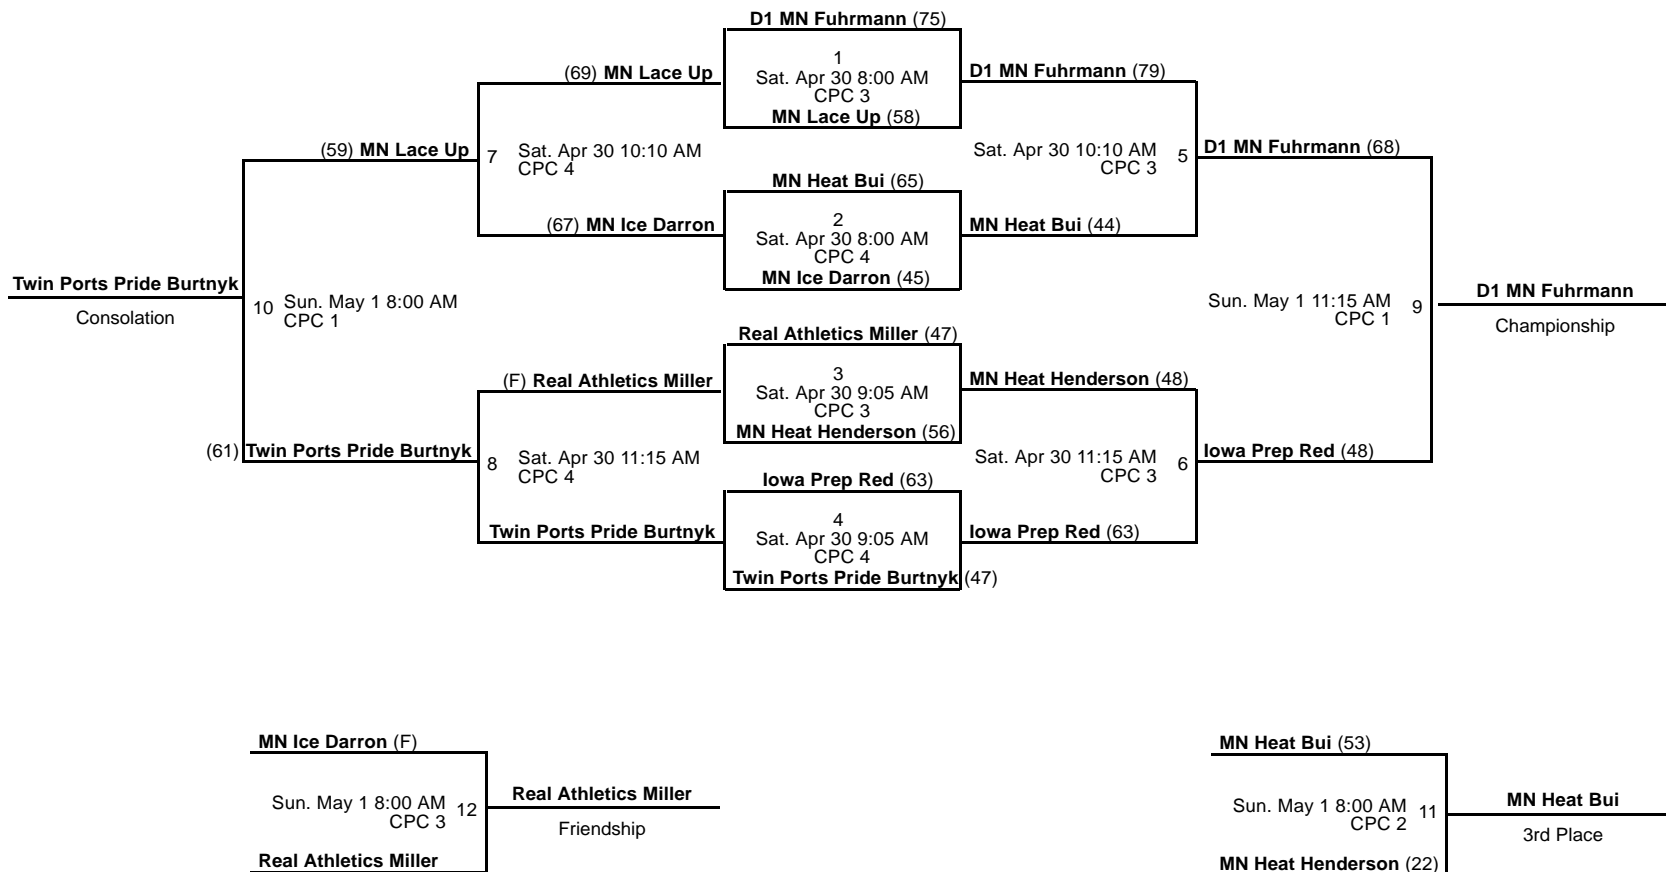 D1 MN Fuhrmann (75)
1
Sat. Apr 30 8:00 AM
CPC 3
MN Lace Up (58)
(69) MN Lace Up
D1 MN Fuhrmann (79)
(59) MN Lace Up
7 Sat. Apr 30 10:10 AM
CPC 4
Sat. Apr 30 10:10 AM 5
CPC 3
D1 MN Fuhrmann (68)
MN Heat Bui (65)
2
Sat. Apr 30 8:00 AM
CPC 4
MN Ice Darron (45)
(67) MN Ice Darron
MN Heat Bui (44)
Twin Ports Pride Burtnyk
Consolation
10 Sun. May 1 8:00 AM
CPC 1
Sun. May 1 11:15 AM 9
CPC 1
D1 MN Fuhrmann
Championship
Real Athletics Miller (47)
3
Sat. Apr 30 9:05 AM
CPC 3
MN Heat Henderson (56)
(F) Real Athletics Miller
MN Heat Henderson (48)
(61) Twin Ports Pride Burtnyk
8 Sat. Apr 30 11:15 AM
CPC 4
Sat. Apr 30 11:15 AM 6
CPC 3
Iowa Prep Red (48)
Iowa Prep Red (63)
4
Sat. Apr 30 9:05 AM
CPC 4
Twin Ports Pride Burtnyk (47)
Twin Ports Pride Burtnyk
Iowa Prep Red (63)
MN Ice Darron (F)
Sun. May 1 8:00 AM 12
CPC 3
Real Athletics Miller
Real Athletics Miller
Friendship
MN Heat Bui (53)
Sun. May 1 8:00 AM 11
CPC 2
MN Heat Henderson (22)
MN Heat Bui
3rd Place